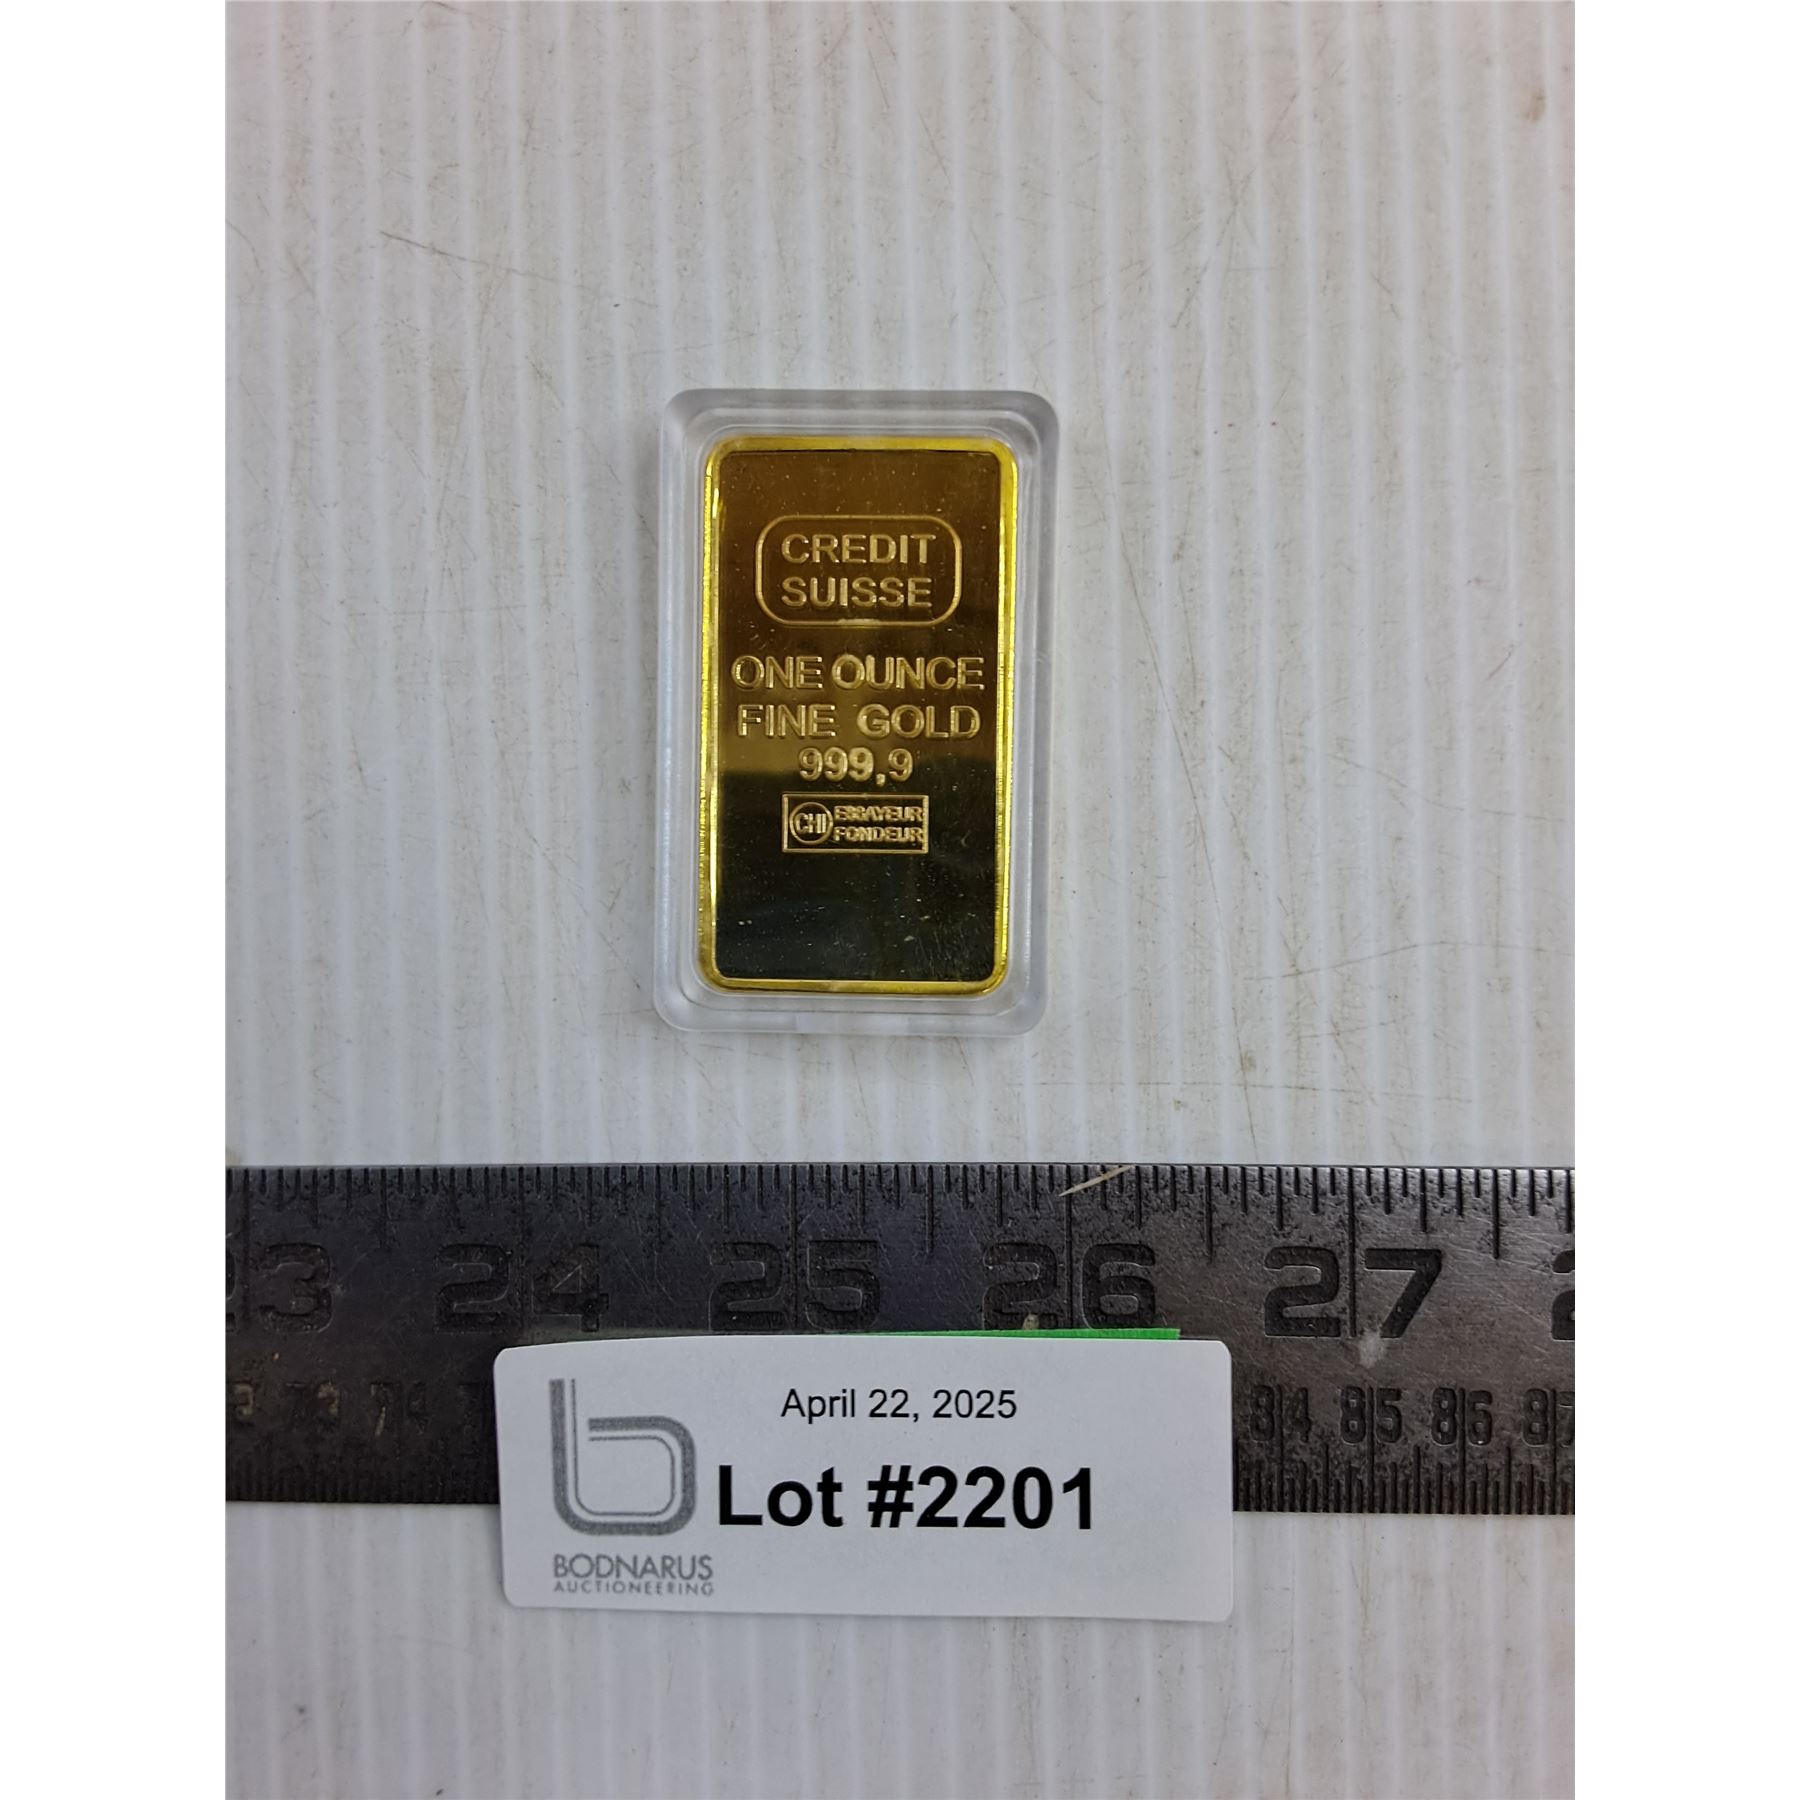 CREDIT
SUISSE
ONE OUNCE
FINE GOLD
999,9
CHI ESSAYEUR
FONDEUR
23 24 25 26 27
84 85 86 87
April 22, 2025
Lot #2201
BODNARUS
AUCTIONEERING